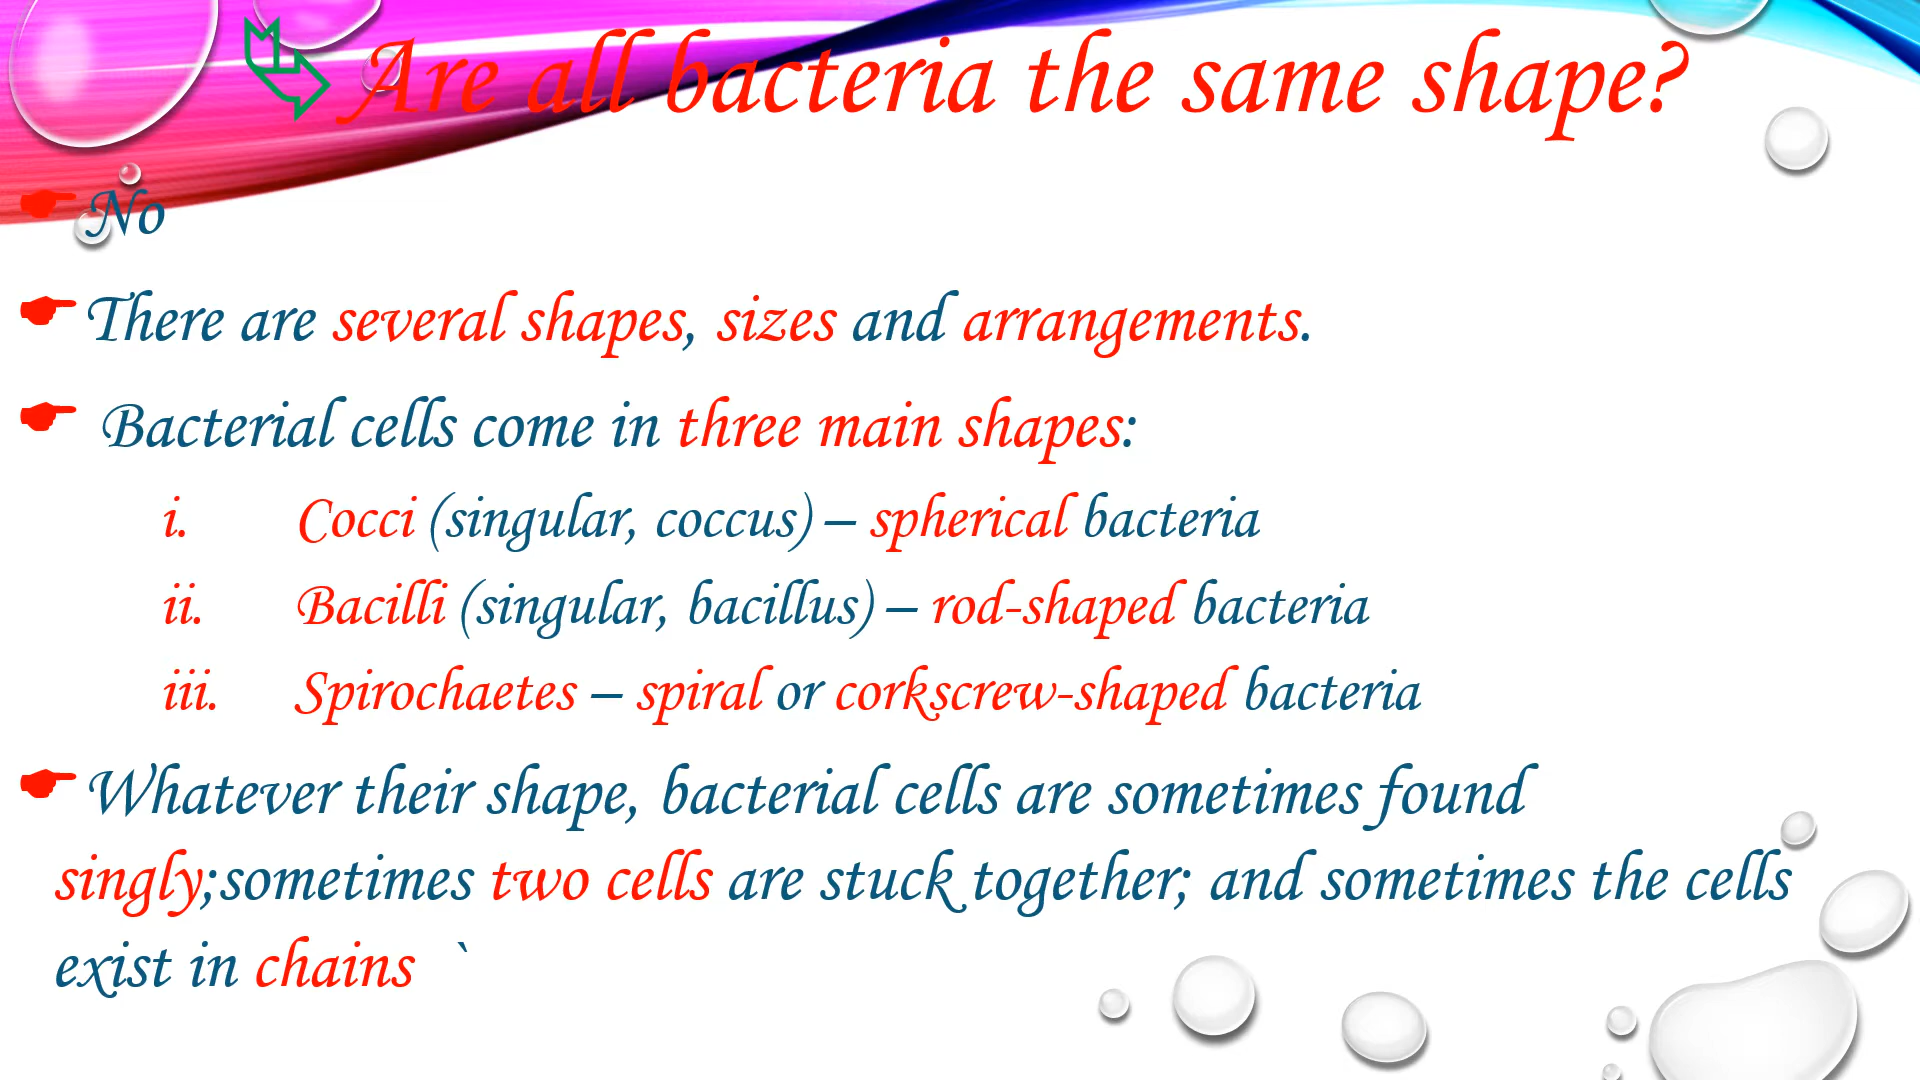 Are all bacteria the same shape?
No
There are several shapes, sizes and arrangements.
Bacterial cells come in three main shapes:
i. Cocci (singular, coccus) – spherical bacteria
ii. Bacilli (singular, bacillus) – rod-shaped bacteria
iii. Spirochaetes – spiral or corkscrew-shaped bacteria
Whatever their shape, bacterial cells are sometimes found
singly;sometimes two cells are stuck together; and sometimes the cells
exist in chains `